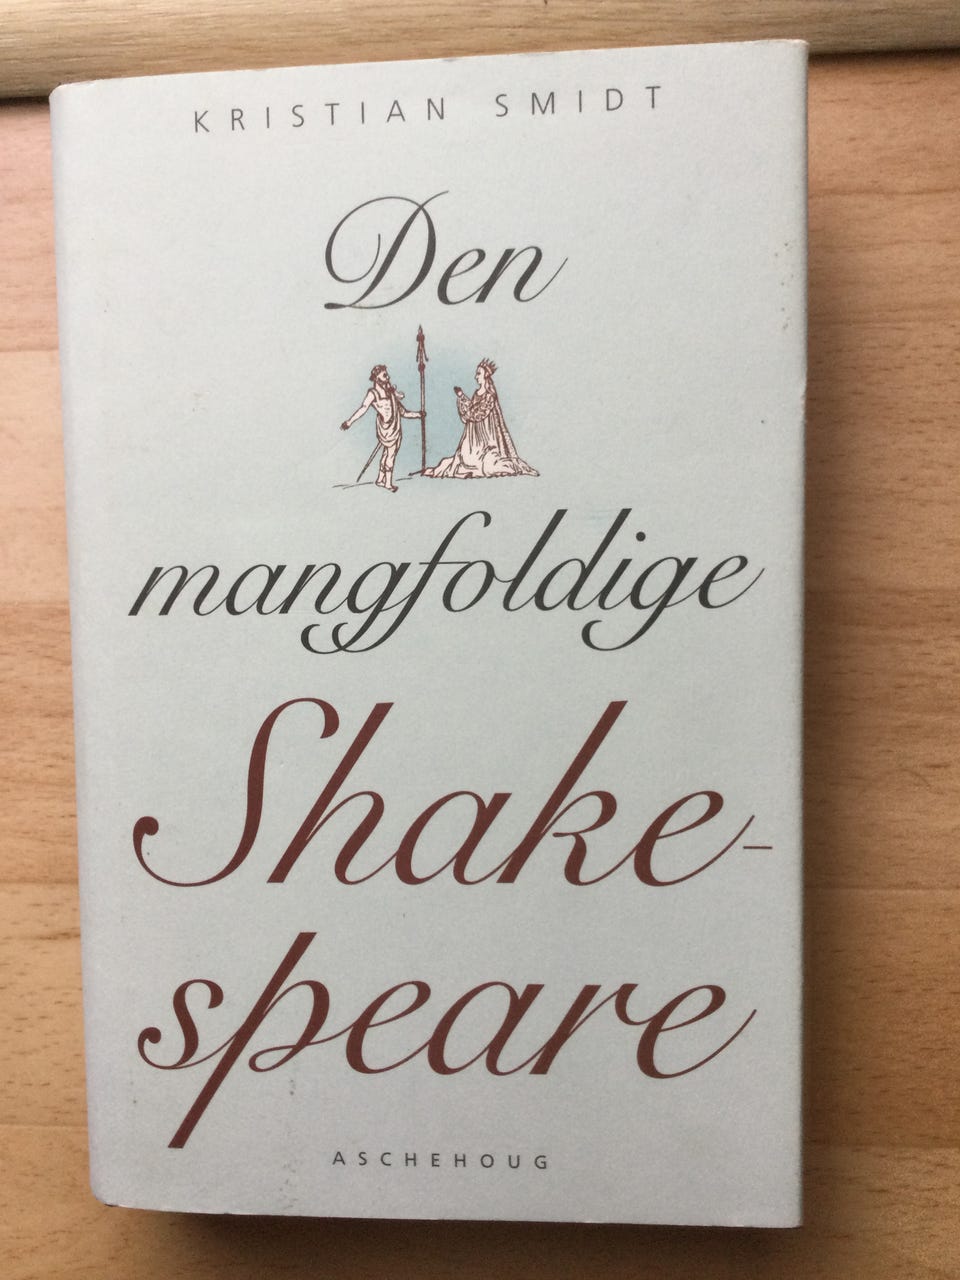 KRISTIAN SMIDT
Den
mangfoldige
Shake-
speare
ASCHEHOUG